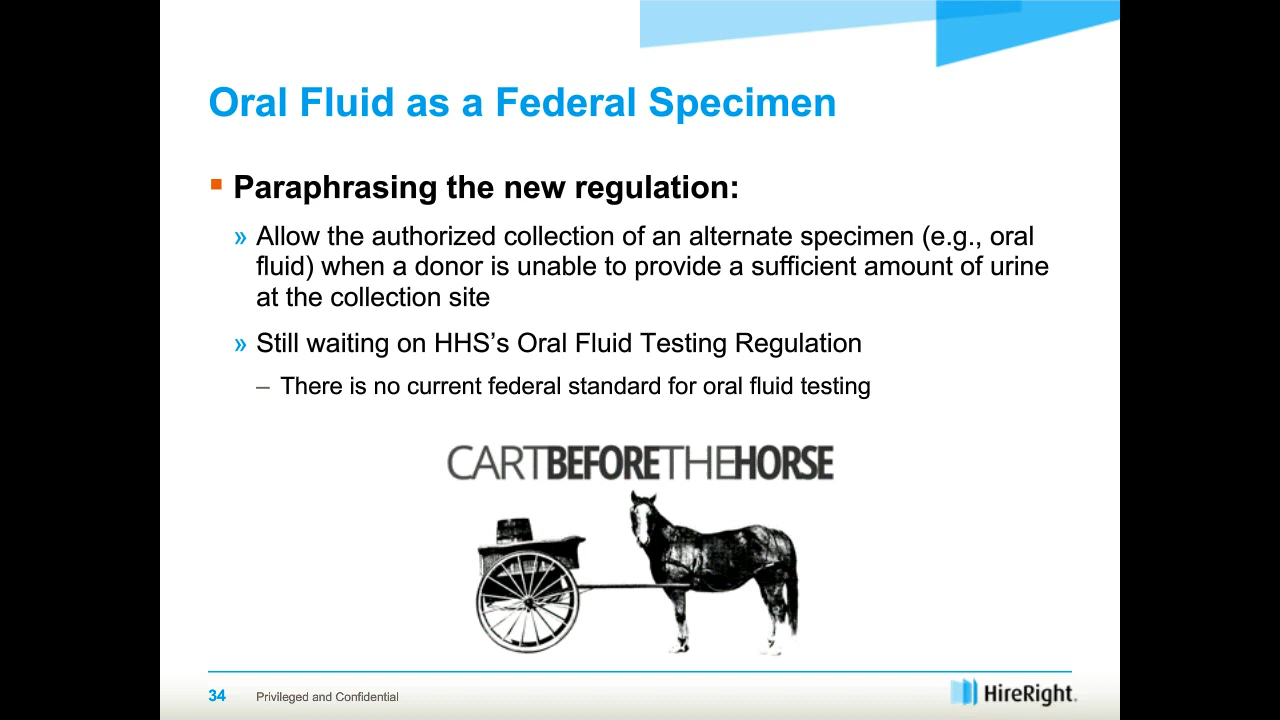 Oral Fluid as a Federal Specimen
Paraphrasing the new regulation:
» Allow the authorized collection of an alternate specimen (e.g., oral
fluid) when a donor is unable to provide a sufficient amount of urine
at the collection site
» Still waiting on HHS’s Oral Fluid Testing Regulation
– There is no current federal standard for oral fluid testing
CARTBEFORETHEHORSE
34 Privileged and Confidential
HireRight.